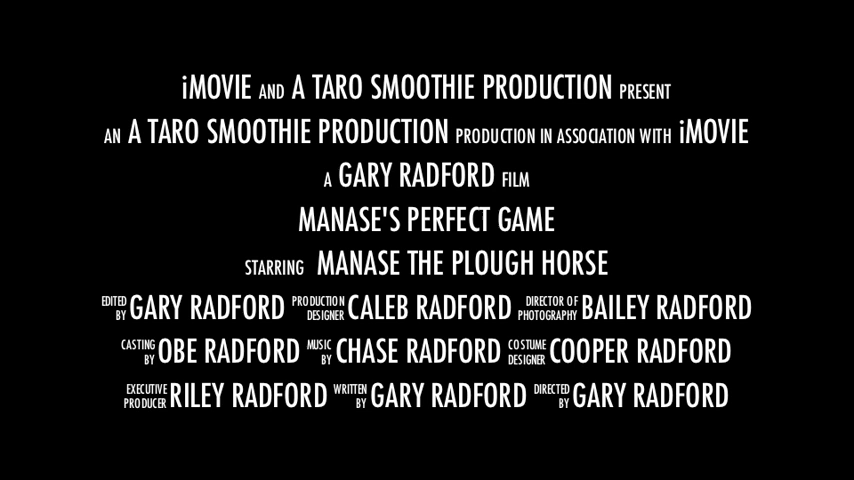 iMOVIE AND A TARO SMOOTHIE PRODUCTION PRESENT
AN A TARO SMOOTHIE PRODUCTION PRODUCTION IN ASSOCIATION WITH iMOVIE
A GARY RADFORD FILM
MANASE'S PERFECT GAME
STARRING MANASE THE PLOUGH HORSE
EDITED BY GARY RADFORD PRODUCTION DESIGNER CALEB RADFORD DIRECTOR OF PHOTOGRAPHY BAILEY RADFORD
CASTING BY OBE RADFORD MUSIC BY CHASE RADFORD COSTUME DESIGNER COOPER RADFORD
EXECUTIVE PRODUCER RILEY RADFORD WRITTEN BY GARY RADFORD DIRECTED BY GARY RADFORD